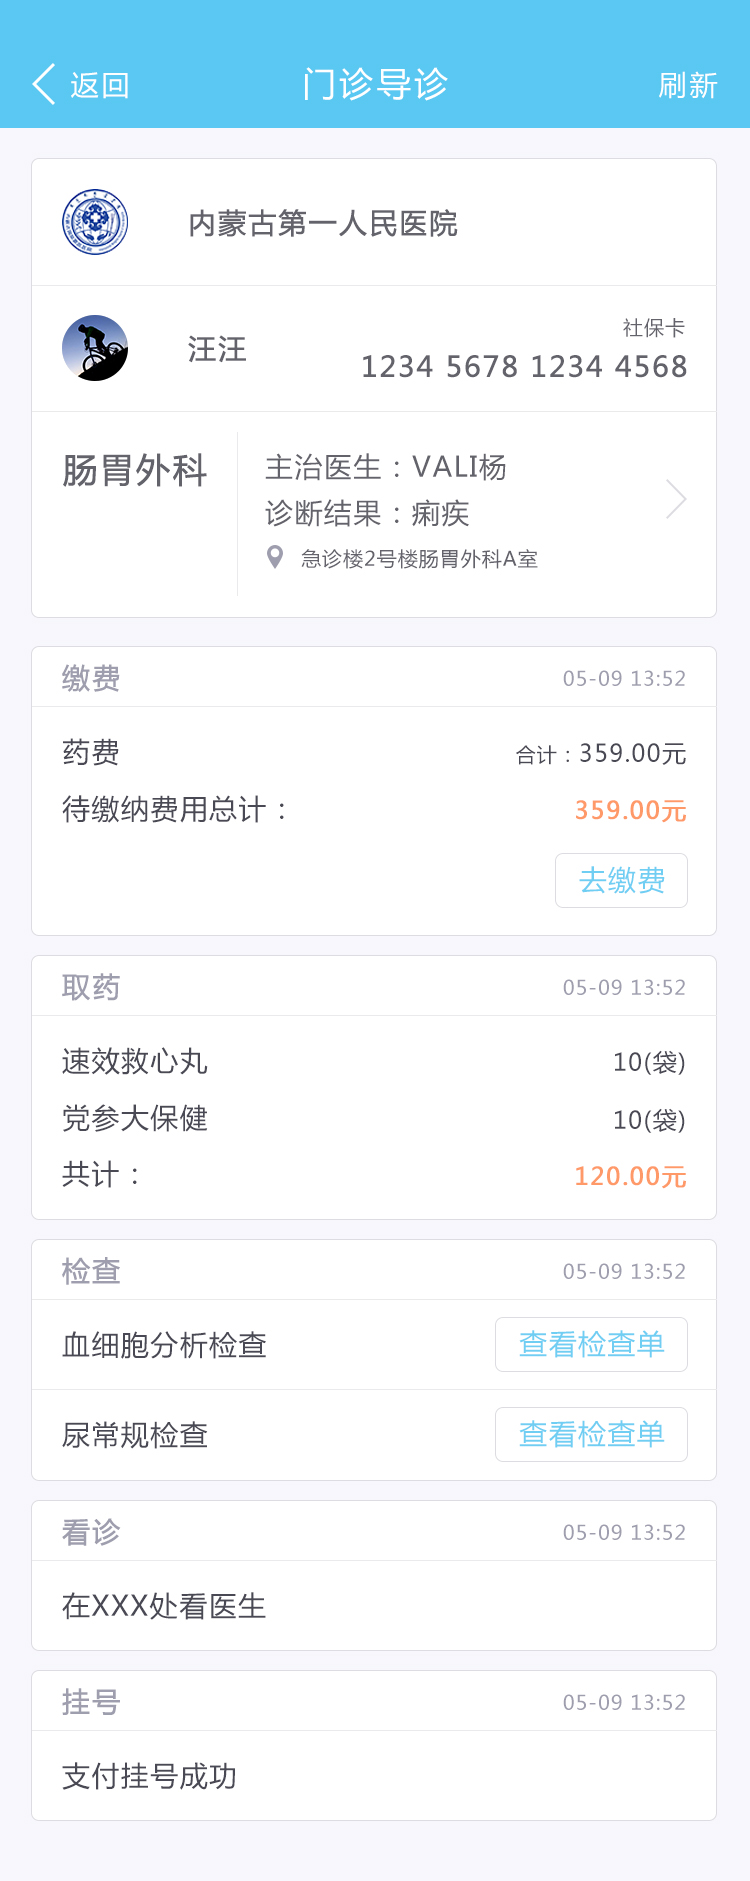 返回 门诊导诊 刷新
内蒙古第一人民医院
社保卡
汪汪 1234 5678 1234 4568
肠胃外科 主治医生：VALI杨
诊断结果：痢疾
急诊楼2号楼肠胃外科A室
缴费 05-09 13:52
药费 合计：359.00元
待缴纳费用总计： 359.00元
去缴费
取药 05-09 13:52
速效救心丸 10(袋)
党参大保健 10(袋)
共计： 120.00元
检查 05-09 13:52
血细胞分析检查 查看检查单
尿常规检查 查看检查单
看诊 05-09 13:52
在XXX处看医生
挂号 05-09 13:52
支付挂号成功